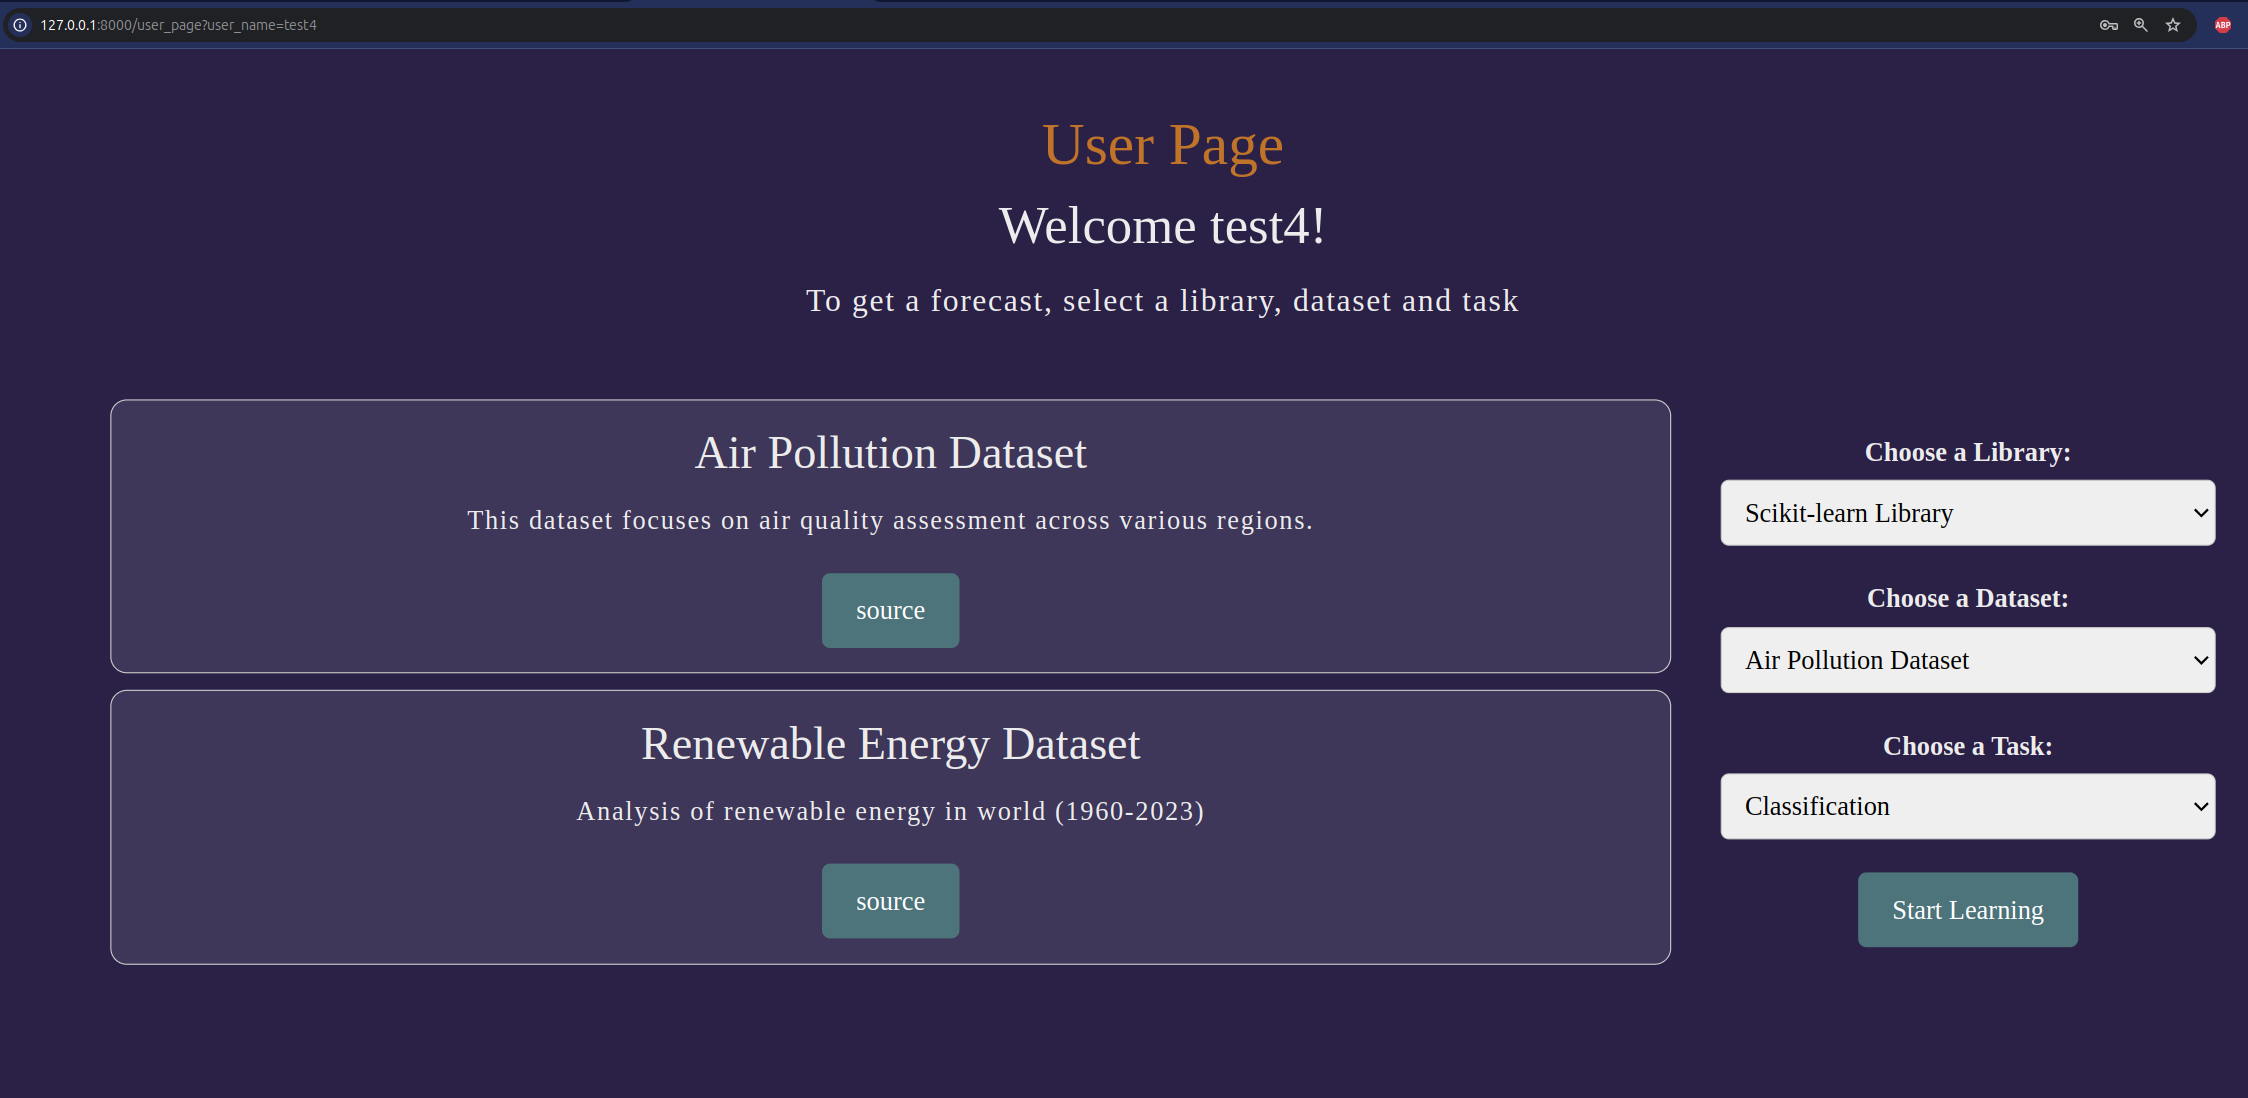 127.0.0.1:8000/user_page?user_name=test4
ABP
User Page
Welcome test4!
To get a forecast, select a library, dataset and task
Air Pollution Dataset
This dataset focuses on air quality assessment across various regions.
source
Renewable Energy Dataset
Analysis of renewable energy in world (1960-2023)
source
Choose a Library:
Scikit-learn Library
Choose a Dataset:
Air Pollution Dataset
Choose a Task:
Classification
Start Learning